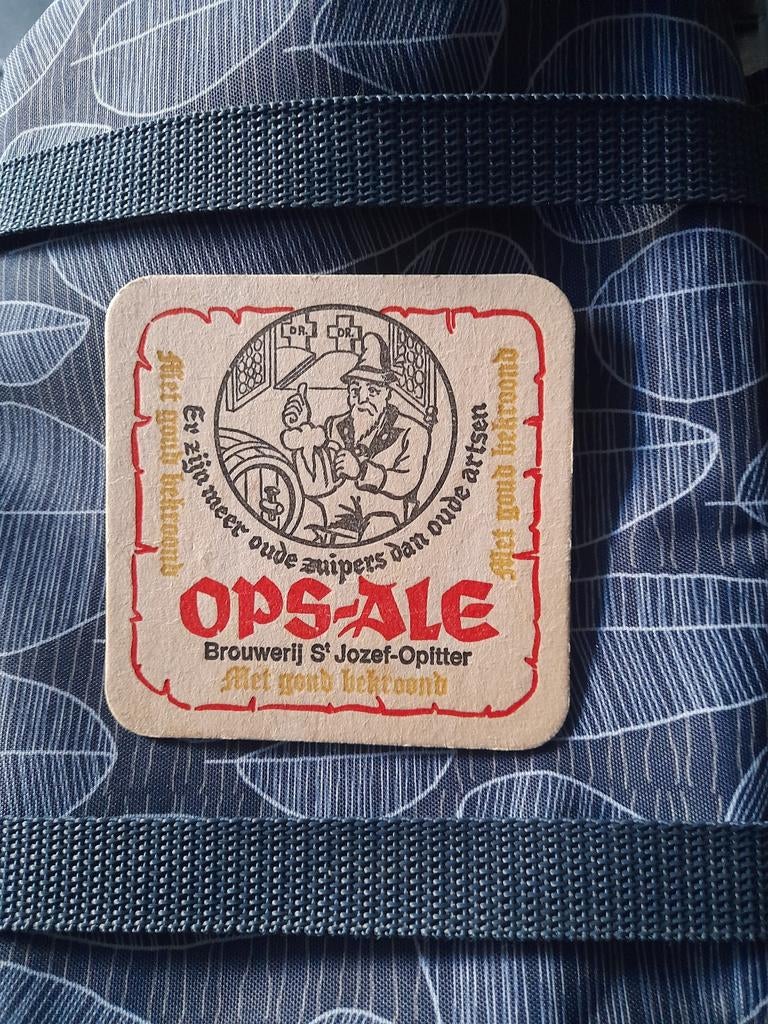 DR. DR.
Er zijn meer oude zuipers dan oude artsen
Met goud bekroond
Met goud bekroond
OPS-ALE
Brouwerij St Jozef-Opitter
Met goud bekroond